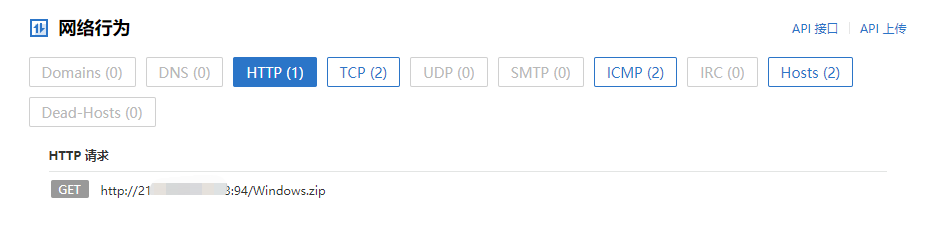 网络行为
API 接口 API 上传
Domains (0) DNS (0) HTTP (1) TCP (2) UDP (0) SMTP (0) ICMP (2) IRC (0) Hosts (2)
Dead-Hosts (0)
HTTP 请求
GET http://21 3:94/Windows.zip